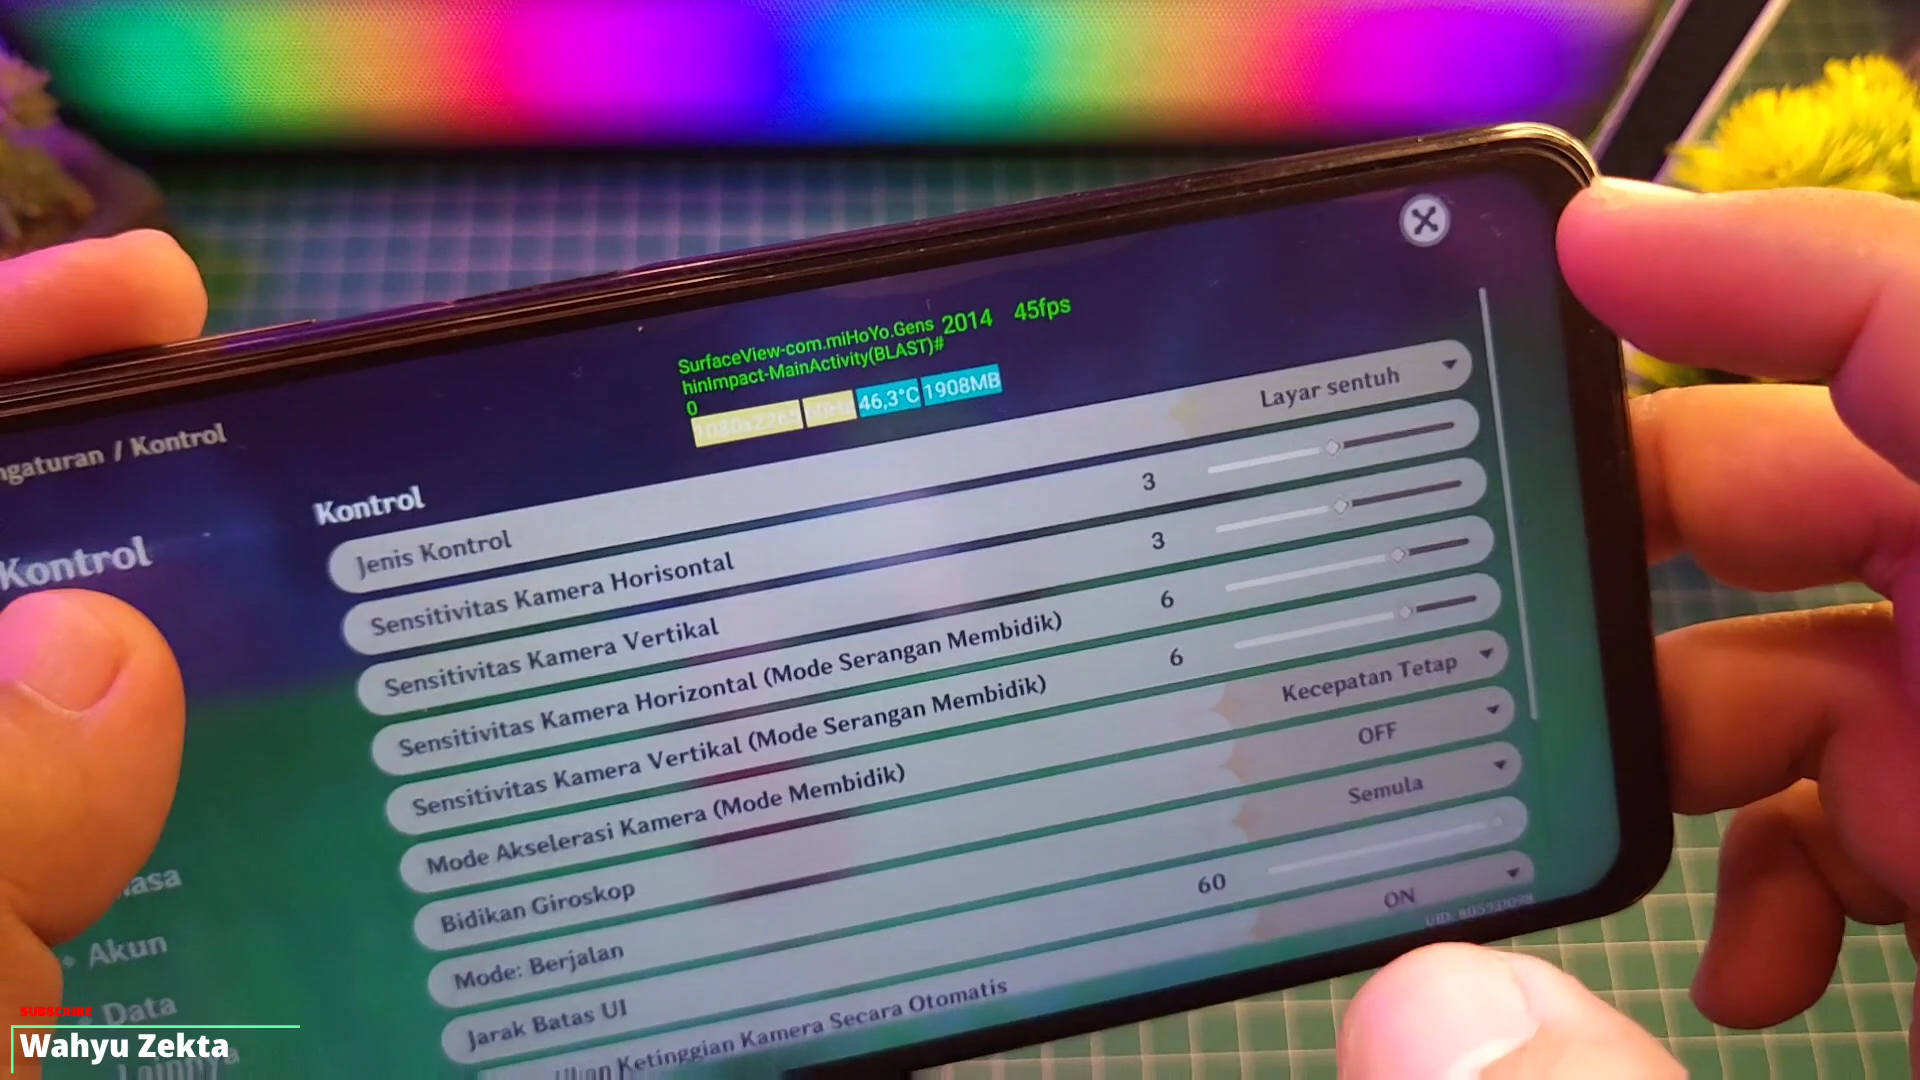 SurfaceView-com.miHoYo.Gens 2014 45fps
hinImpact-MainActivity(BLAST)#
0
46,3°C 1908MB
/ Kontrol
Kontrol
Kontrol
Jenis Kontrol Layar sentuh
Sensitivitas Kamera Horisontal 3
Sensitivitas Kamera Vertikal 3
Sensitivitas Kamera Horizontal (Mode Serangan Membidik) 6
Sensitivitas Kamera Vertikal (Mode Serangan Membidik) 6
Mode Akselerasi Kamera (Mode Membidik) Kecepatan Tetap
Bidikan Giroskop OFF
Mode: Berjalan Semula
Jarak Batas UI 60
Ketinggian Kamera Secara Otomatis ON
Akun
Data
SUBSCRIBE
Wahyu Zekta